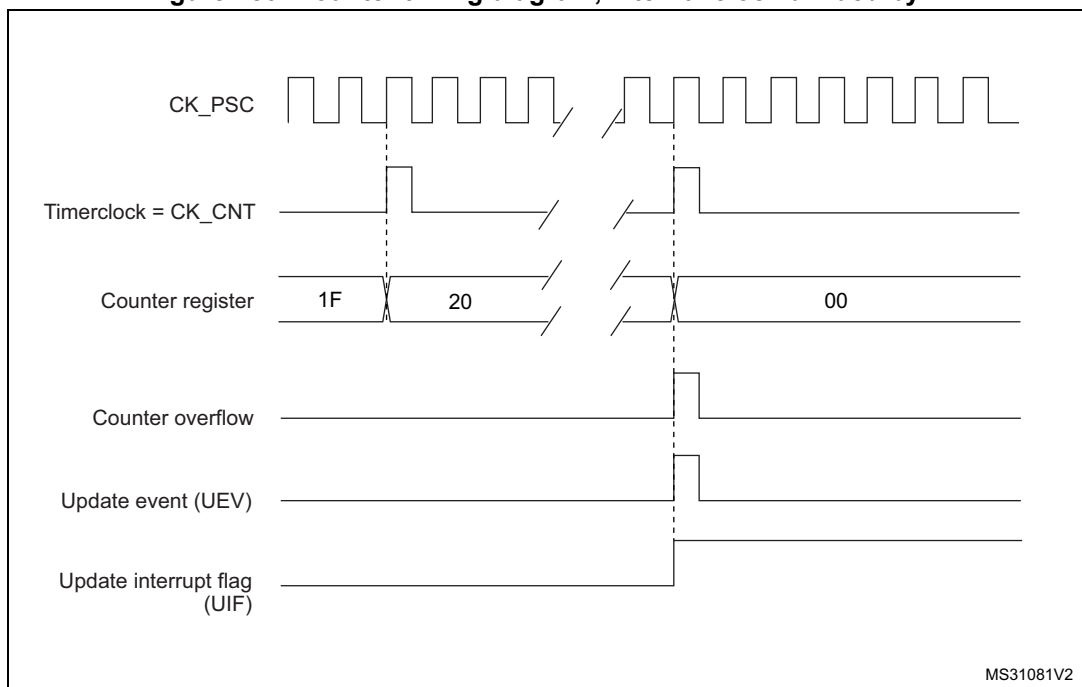 CK_PSC
Timerclock = CK_CNT
Counter register
1F
20
00
Counter overflow
Update event (UEV)
Update interrupt flag
(UIF)
MS31081V2